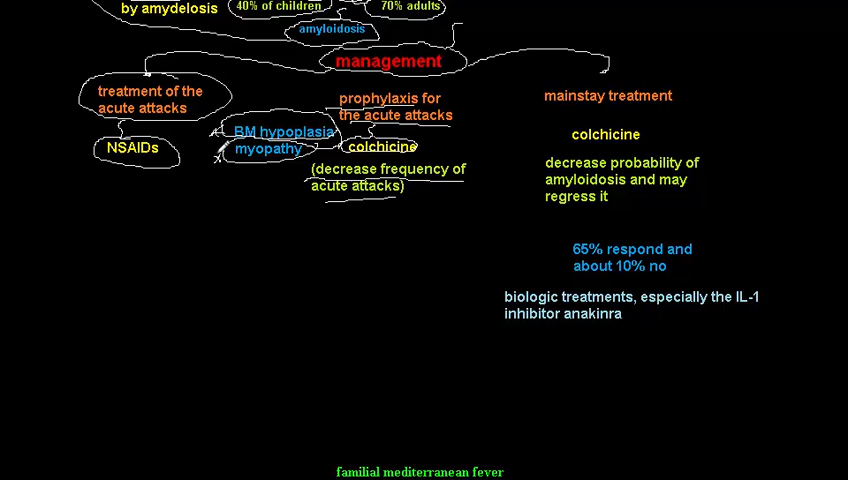 by amydelosis
40% of children
70% adults
amyloidosis
management
treatment of the
acute attacks
NSAIDs
BM hypoplasia
myopathy
prophylaxis for
the acute attacks
colchicine
(decrease frequency of
acute attacks)
mainstay treatment
colchicine
decrease probability of
amyloidosis and may
regress it
65% respond and
about 10% no
biologic treatments, especially the IL-1
inhibitor anakinra
familial mediterranean fever